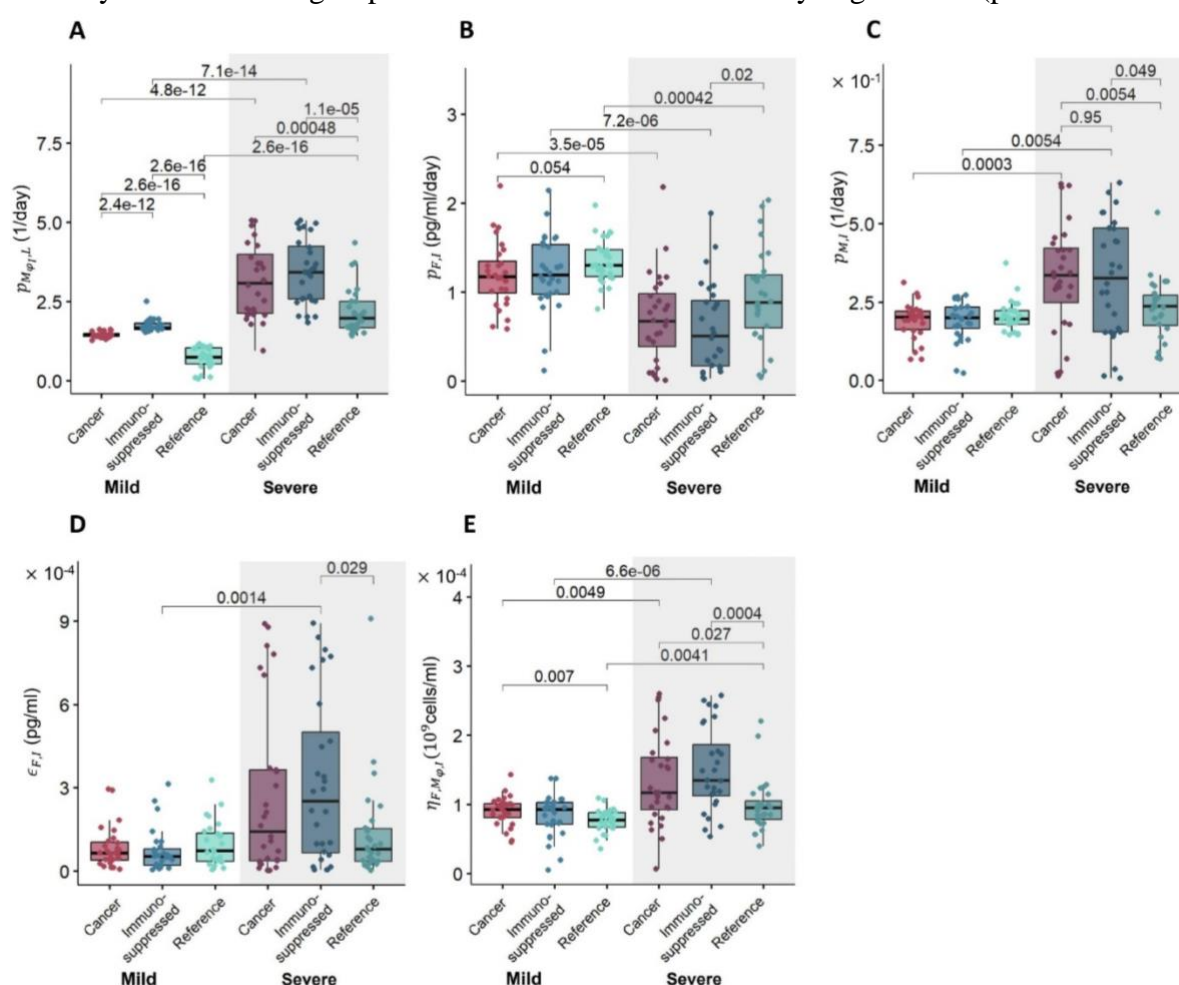 A
7.1e-14
4.8e-12
1.1e-05
0.00048
2.6e-16
2.6e-16
2.6e-16
2.4e-12
7.5
5.0
2.5
0.0
p_{Mφ_I,L} (1/day)
Cancer
Immuno-
suppressed
Reference
Cancer
Immuno-
suppressed
Reference
Mild
Severe
B
0.02
0.00042
7.2e-06
3.5e-05
0.054
3
2
1
0
p_{F,I} (pg/ml/day)
Cancer
Immuno-
suppressed
Reference
Cancer
Immuno-
suppressed
Reference
Mild
Severe
C
× 10⁻¹
0.049
0.0054
0.95
0.0054
0.0003
7.5
5.0
2.5
0.0
p_{M,I} (1/day)
Cancer
Immuno-
suppressed
Reference
Cancer
Immuno-
suppressed
Reference
Mild
Severe
D
× 10⁻⁴
0.029
0.0014
9
6
3
0
ϵ_{F,I} (pg/ml)
Cancer
Immuno-
suppressed
Reference
Cancer
Immuno-
suppressed
Reference
Mild
Severe
E
× 10⁻⁴
6.6e-06
0.0049
0.0004
0.027
0.0041
0.007
4
3
2
1
0
η_{F,Mφ,I} (10⁹cells/ml)
Cancer
Immuno-
suppressed
Reference
Cancer
Immuno-
suppressed
Reference
Mild
Severe